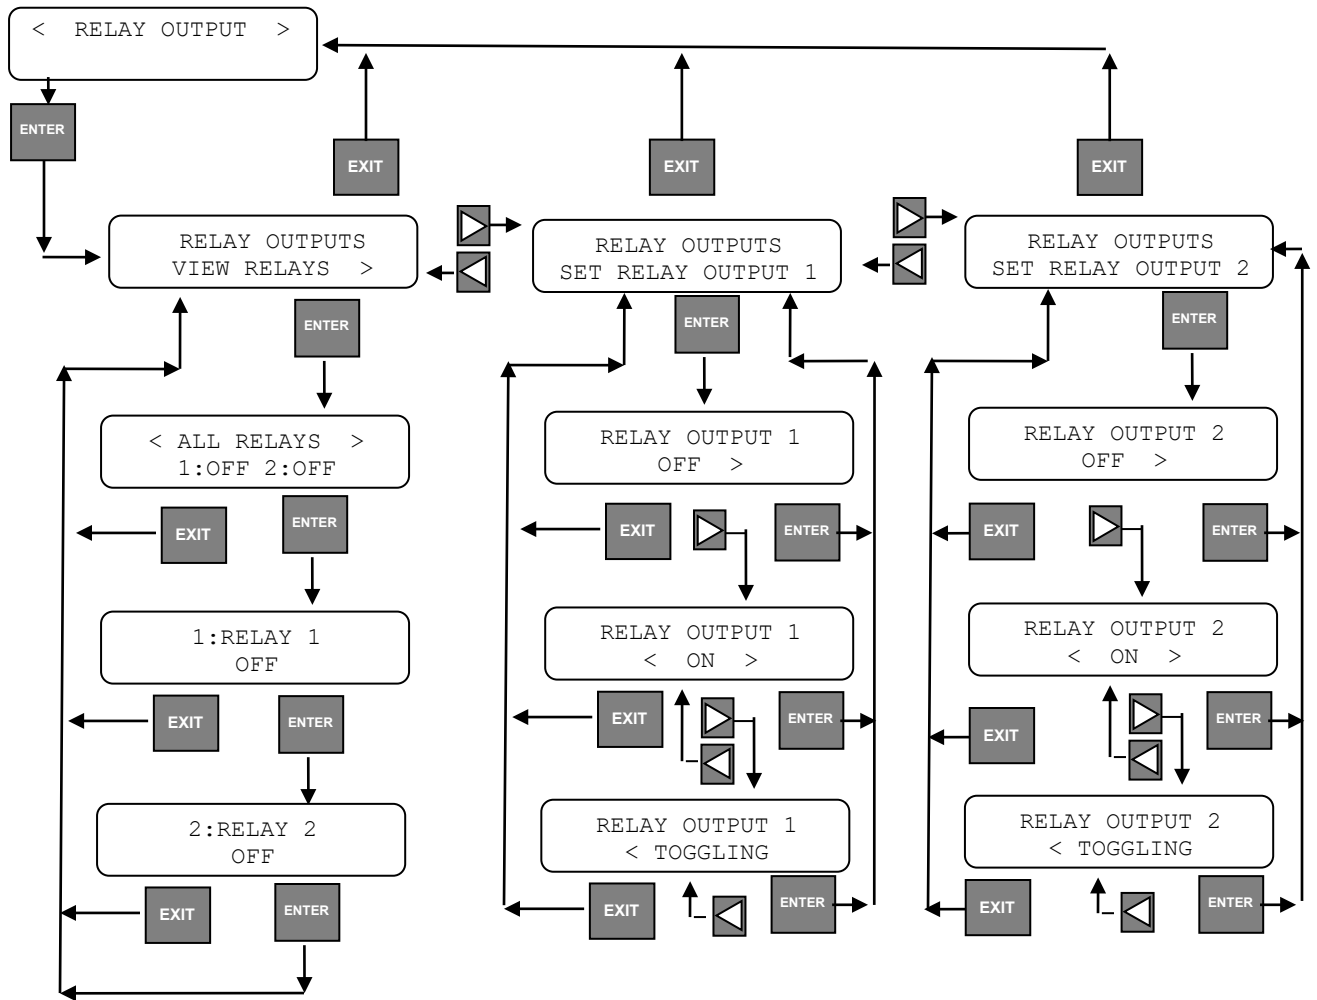 < RELAY OUTPUT >
ENTER
EXIT
EXIT
EXIT
RELAY OUTPUTS
VIEW RELAYS >
RELAY OUTPUTS
SET RELAY OUTPUT 1
RELAY OUTPUTS
SET RELAY OUTPUT 2
ENTER
ENTER
ENTER
< ALL RELAYS >
1:OFF 2:OFF
RELAY OUTPUT 1
OFF >
RELAY OUTPUT 2
OFF >
EXIT
ENTER
EXIT
ENTER
EXIT
ENTER
1:RELAY 1
OFF
RELAY OUTPUT 1
< ON >
RELAY OUTPUT 2
< ON >
EXIT
ENTER
EXIT
ENTER
EXIT
ENTER
2:RELAY 2
OFF
RELAY OUTPUT 1
< TOGGLING
RELAY OUTPUT 2
< TOGGLING
EXIT
ENTER
EXIT
ENTER
EXIT
ENTER